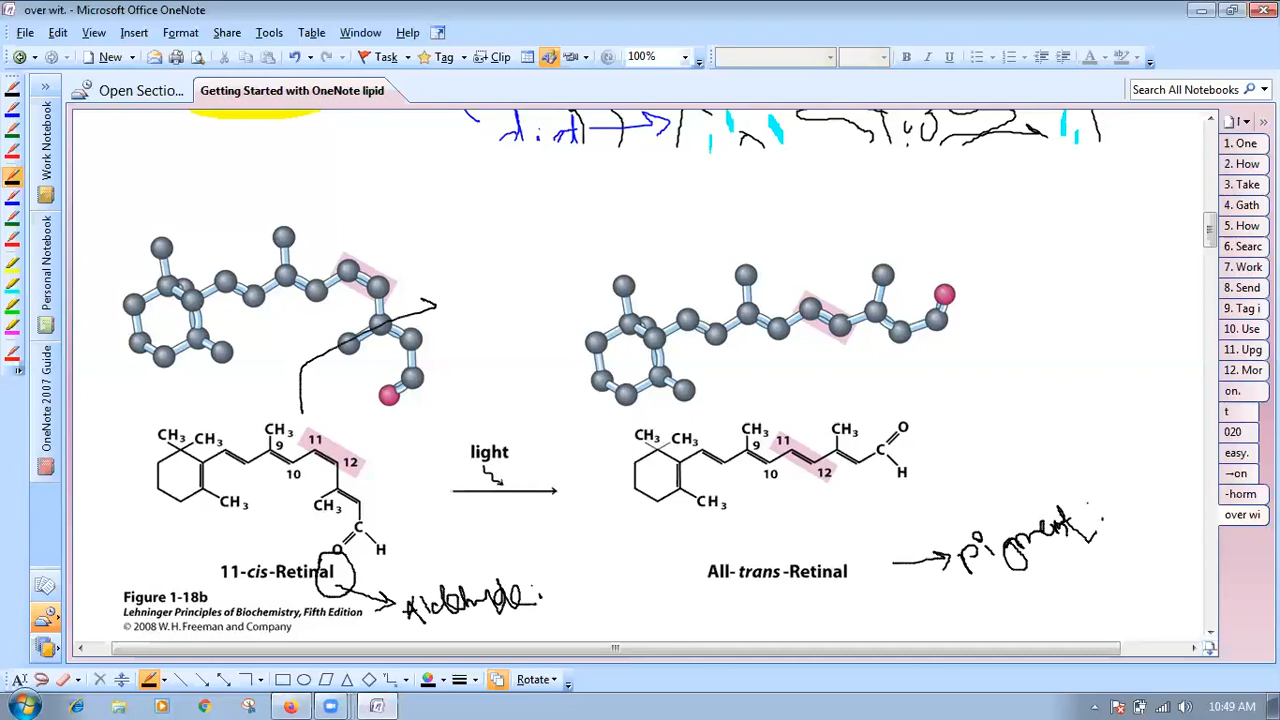 over wit. - Microsoft Office OneNote
File Edit View Insert Format Share Tools Table Window Help
New Task Tag Clip 100% B I U
Open Sectio... Getting Started with OneNote lipid Search All Notebooks
Work Notebook
Personal Notebook
OneNote 2007 Guide
1. One
2. How
3. Take
4. Gath
5. How
6. Searc
7. Work
8. Send
9. Tag i
10. Use
11. Upg
12. Mor
on.
t
020
easy.
→on
-horm
over wi
CH3 CH3 CH3 11
9
12
10
CH3
CH3
C
O H
light
CH3 CH3 CH3 11 CH3 O
9
C
10 12 H
CH3
11-cis-Retinal
Aldehyde
All-trans-Retinal
pigment
Figure 1-18b
Lehninger Principles of Biochemistry, Fifth Edition
© 2008 W. H. Freeman and Company
Rotate
10:49 AM